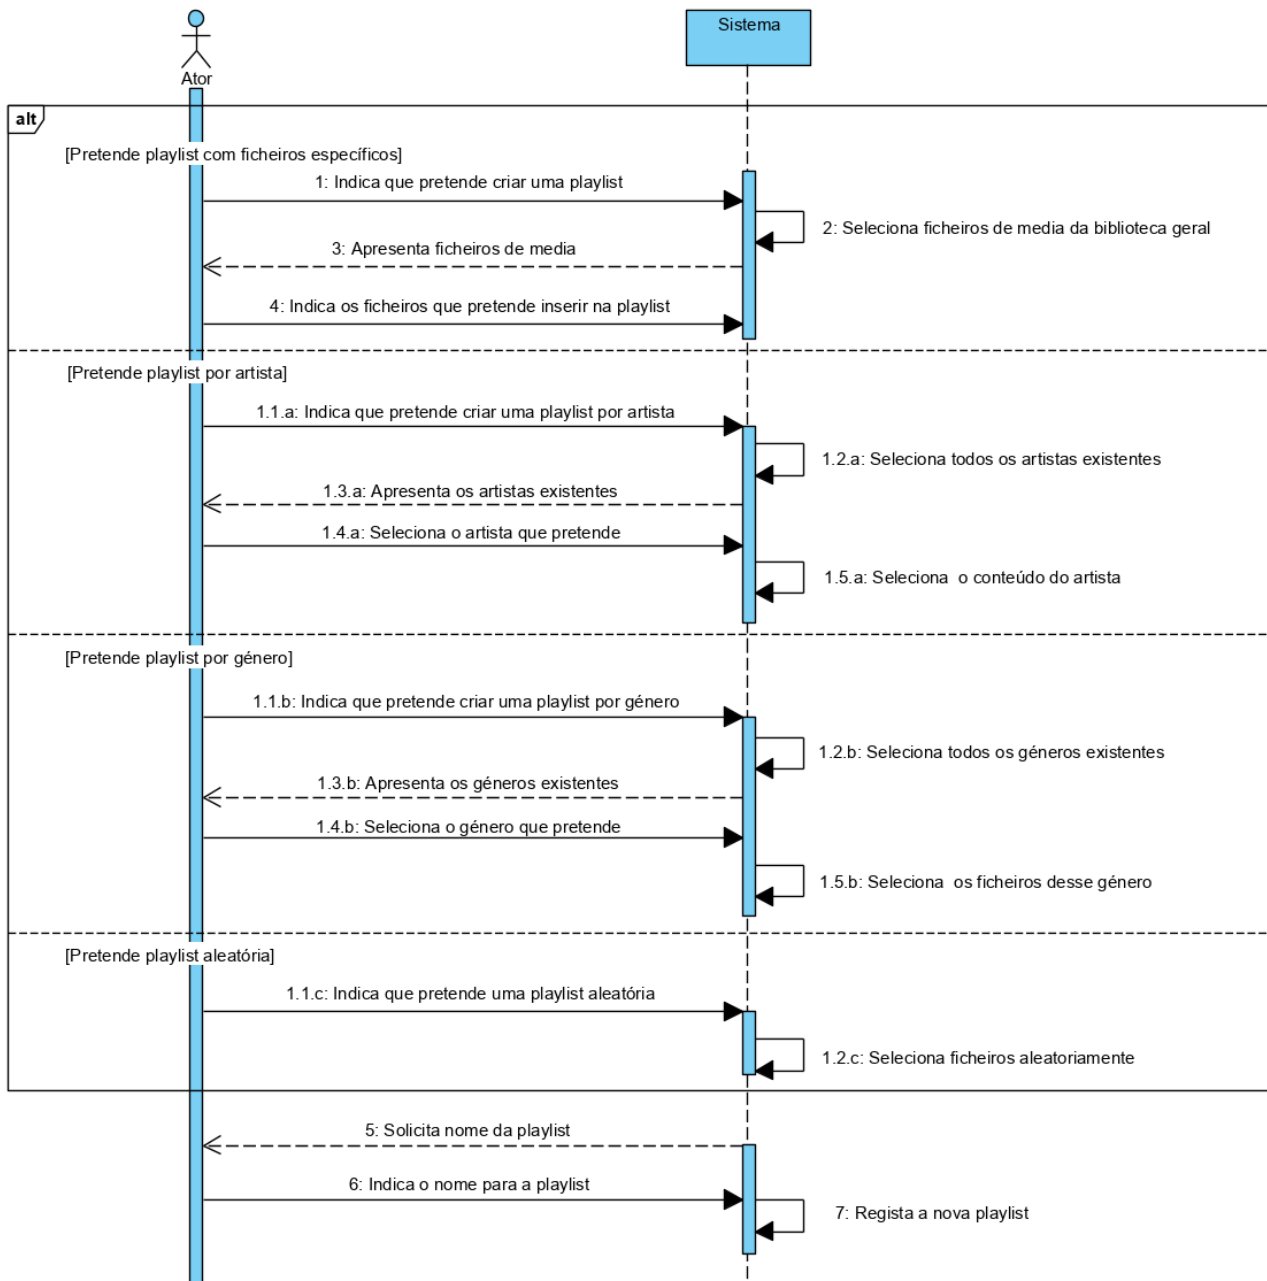 Ator
Sistema
alt
[Pretende playlist com ficheiros específicos]
1: Indica que pretende criar uma playlist
2: Seleciona ficheiros de media da biblioteca geral
3: Apresenta ficheiros de media
4: Indica os ficheiros que pretende inserir na playlist
[Pretende playlist por artista]
1.1.a: Indica que pretende criar uma playlist por artista
1.2.a: Seleciona todos os artistas existentes
1.3.a: Apresenta os artistas existentes
1.4.a: Seleciona o artista que pretende
1.5.a: Seleciona  o conteúdo do artista
[Pretende playlist por género]
1.1.b: Indica que pretende criar uma playlist por género
1.2.b: Seleciona todos os géneros existentes
1.3.b: Apresenta os géneros existentes
1.4.b: Seleciona o género que pretende
1.5.b: Seleciona  os ficheiros desse género
[Pretende playlist aleatória]
1.1.c: Indica que pretende uma playlist aleatória
1.2.c: Seleciona ficheiros aleatoriamente
5: Solicita nome da playlist
6: Indica o nome para a playlist
7: Regista a nova playlist